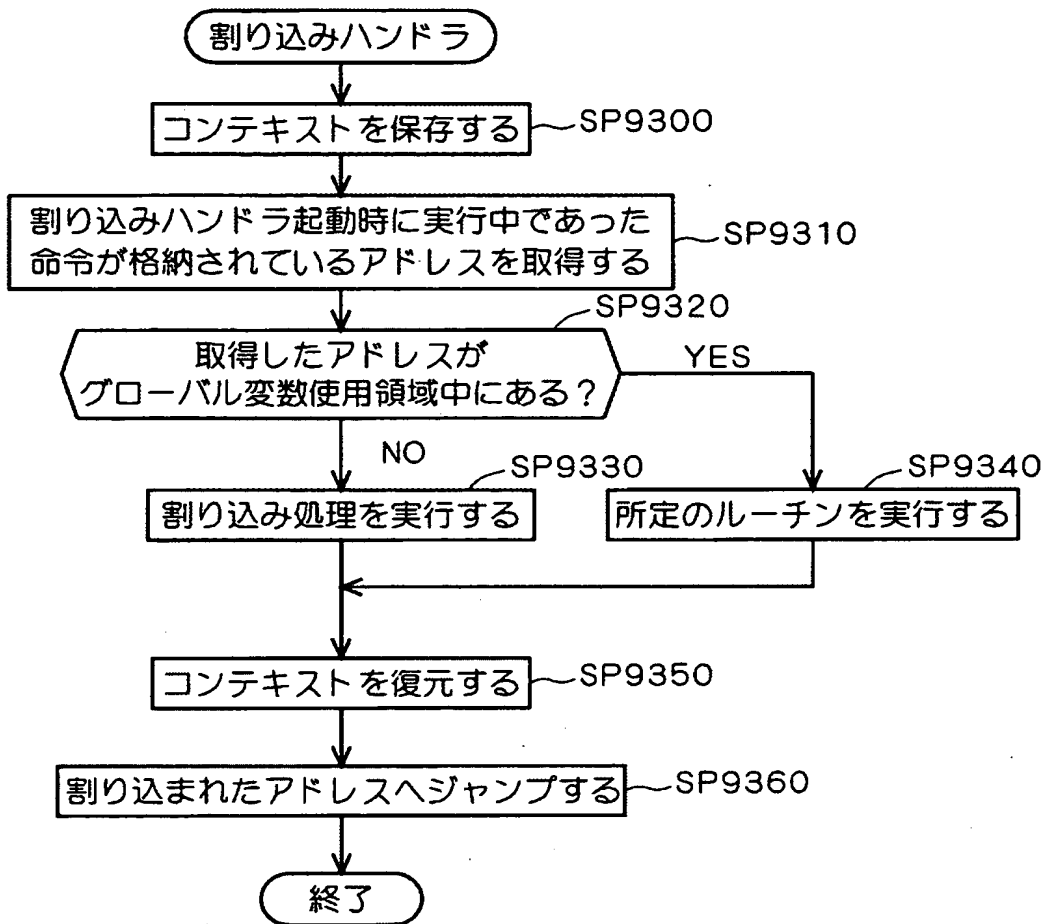 割り込みハンドラ
コンテキストを保存する
SP9300
割り込みハンドラ起動時に実行中であった
命令が格納されているアドレスを取得する
SP9310
SP9320
取得したアドレスが
グローバル変数使用領域中にある?
YES
NO
SP9330
割り込み処理を実行する
SP9340
所定のルーチンを実行する
コンテキストを復元する
SP9350
割り込まれたアドレスへジャンプする
SP9360
終了